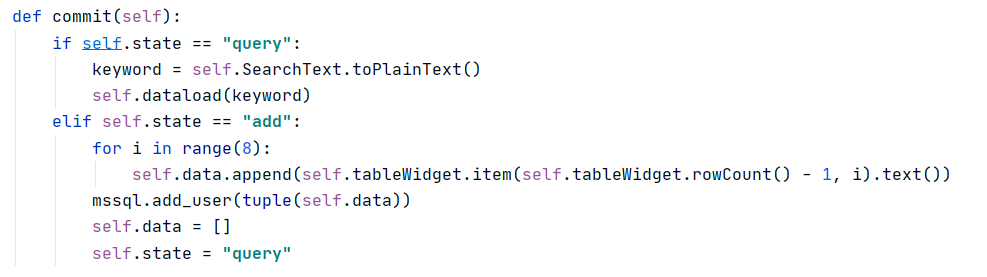 def commit(self):
    if self.state == "query":
        keyword = self.SearchText.toPlainText()
        self.dataload(keyword)
    elif self.state == "add":
        for i in range(8):
            self.data.append(self.tableWidget.item(self.tableWidget.rowCount() - 1, i).text())
        mssql.add_user(tuple(self.data))
        self.data = []
        self.state = "query"